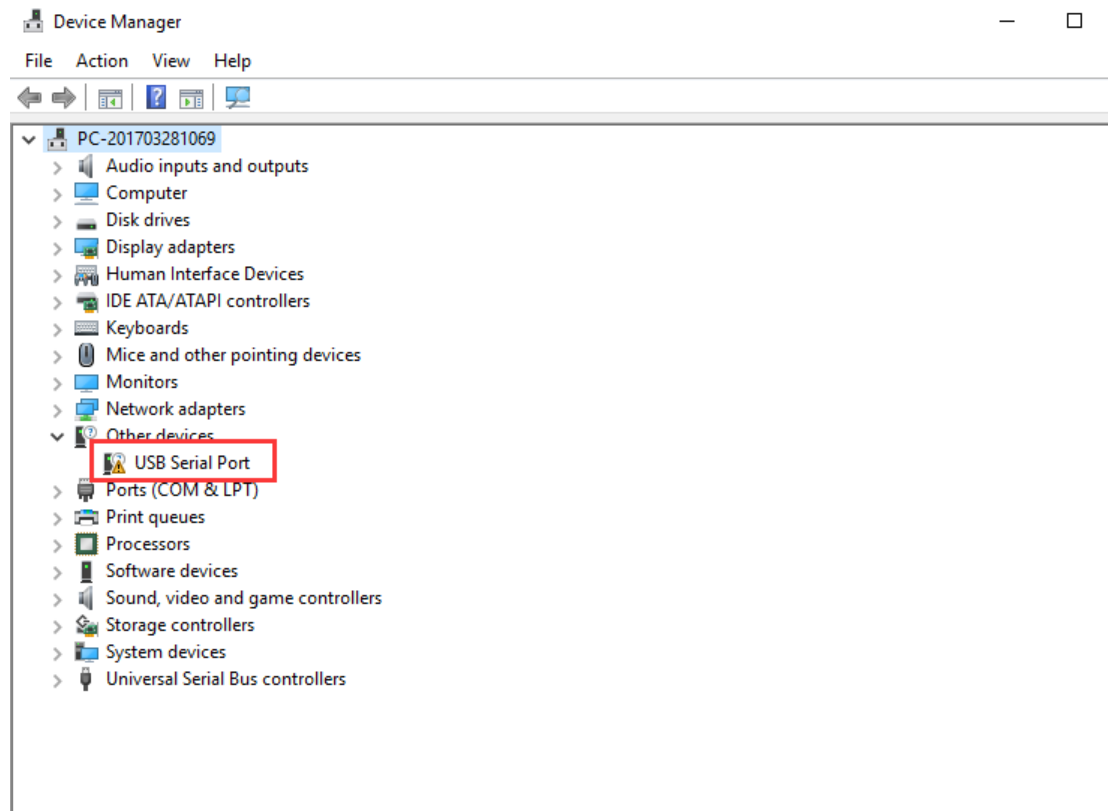 Device Manager
File Action View Help
PC-201703281069
Audio inputs and outputs
Computer
Disk drives
Display adapters
Human Interface Devices
IDE ATA/ATAPI controllers
Keyboards
Mice and other pointing devices
Monitors
Network adapters
Other devices
USB Serial Port
Ports (COM & LPT)
Print queues
Processors
Software devices
Sound, video and game controllers
Storage controllers
System devices
Universal Serial Bus controllers